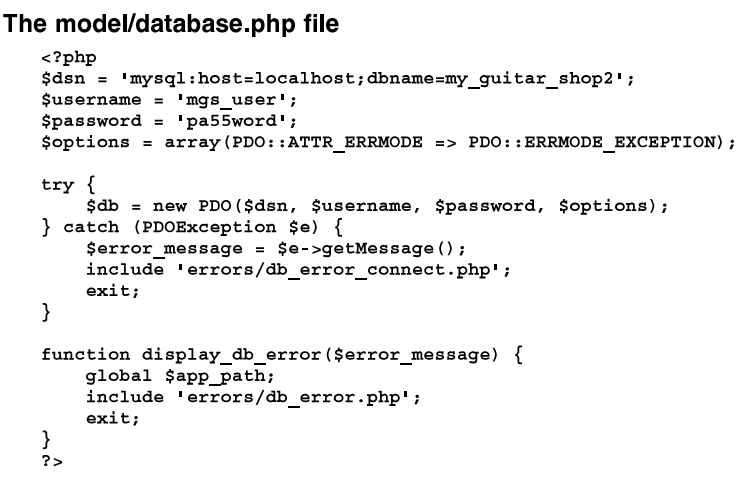 The model/database.php file
<?php
$dsn = 'mysql:host=localhost;dbname=my_guitar_shop2';
$username = 'mgs_user';
$password = 'pa55word';
$options = array(PDO::ATTR_ERRMODE => PDO::ERRMODE_EXCEPTION);

try {
    $db = new PDO($dsn, $username, $password, $options);
} catch (PDOException $e) {
    $error_message = $e->getMessage();
    include 'errors/db_error_connect.php';
    exit;
}

function display_db_error($error_message) {
    global $app_path;
    include 'errors/db_error.php';
    exit;
}
?>